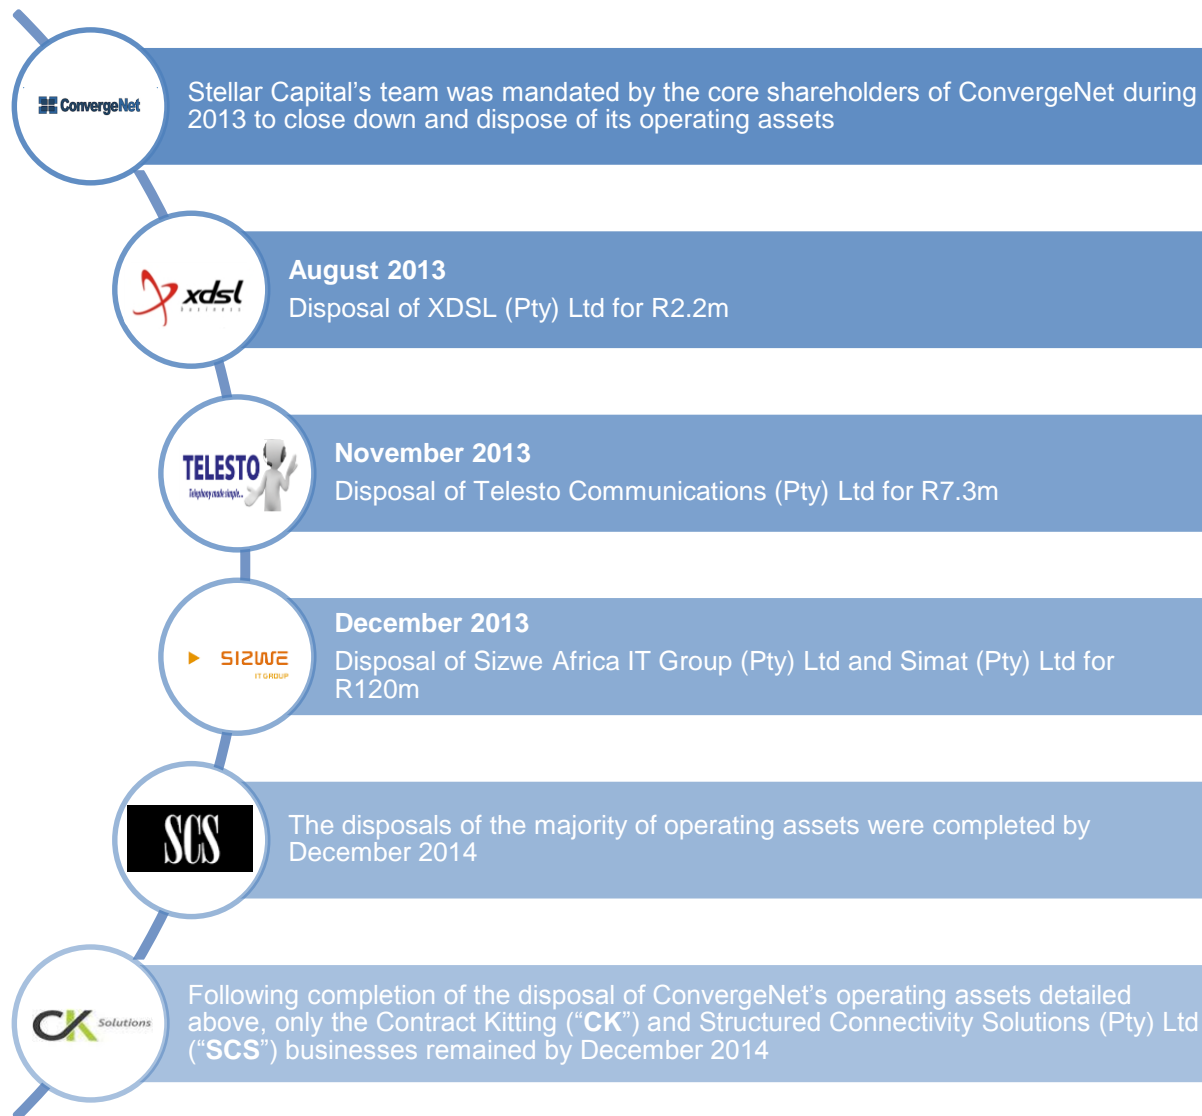 ConvergeNet
Stellar Capital’s team was mandated by the core shareholders of ConvergeNet during
2013 to close down and dispose of its operating assets
xdsl
business
August 2013
Disposal of XDSL (Pty) Ltd for R2.2m
TELESTO
Telephony made simple...
November 2013
Disposal of Telesto Communications (Pty) Ltd for R7.3m
SIZWE
IT GROUP
December 2013
Disposal of Sizwe Africa IT Group (Pty) Ltd and Simat (Pty) Ltd for
R120m
SCS
The disposals of the majority of operating assets were completed by
December 2014
CK Solutions
Following completion of the disposal of ConvergeNet’s operating assets detailed
above, only the Contract Kitting (“CK”) and Structured Connectivity Solutions (Pty) Ltd
(“SCS”) businesses remained by December 2014